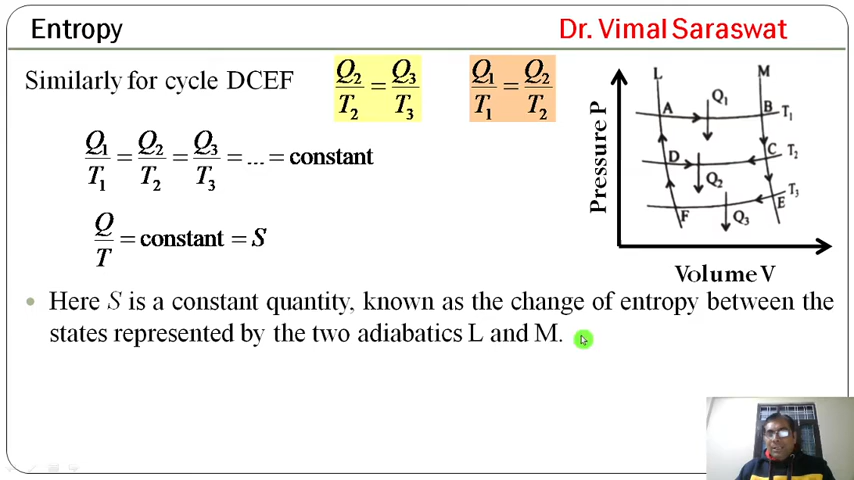 Entropy
Dr. Vimal Saraswat
Similarly for cycle DCEF
Q₂/T₂ = Q₃/T₃
Q₁/T₁ = Q₂/T₂
Q₁/T₁ = Q₂/T₂ = Q₃/T₃ = ... = constant
Q/T = constant = S
Here S is a constant quantity, known as the change of entropy between the
states represented by the two adiabatics L and M.
Pressure P
L
M
A
Q₁
B
T₁
D
Q₂
C
T₂
F
Q₃
E
T₃
Volume V